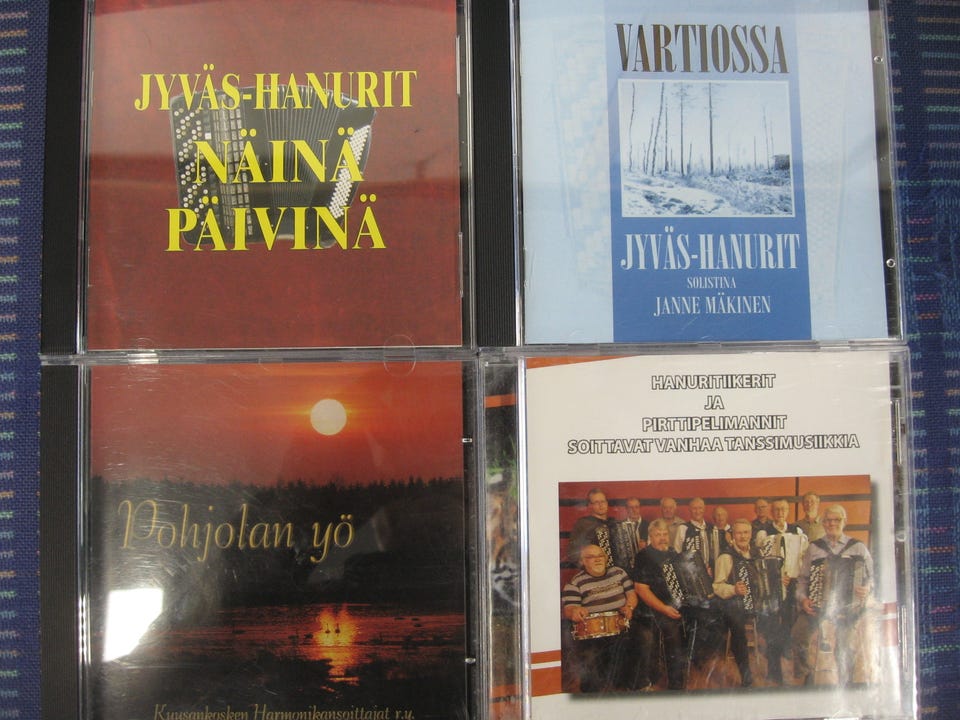 JYVÄS-HANURIT
NÄINÄ
PÄIVINÄ
VARTIOSSA
JYVÄS-HANURIT
SOLISTINA
JANNE MÄKINEN
Pohjolan yö
Kuusankosken Harmonikansoittajat r.y.
HANURITIIKERIT
JA
PIRTTIPELIMANNIT
SOITTAVAT VANHAA TANSSIMUSIIKKIA